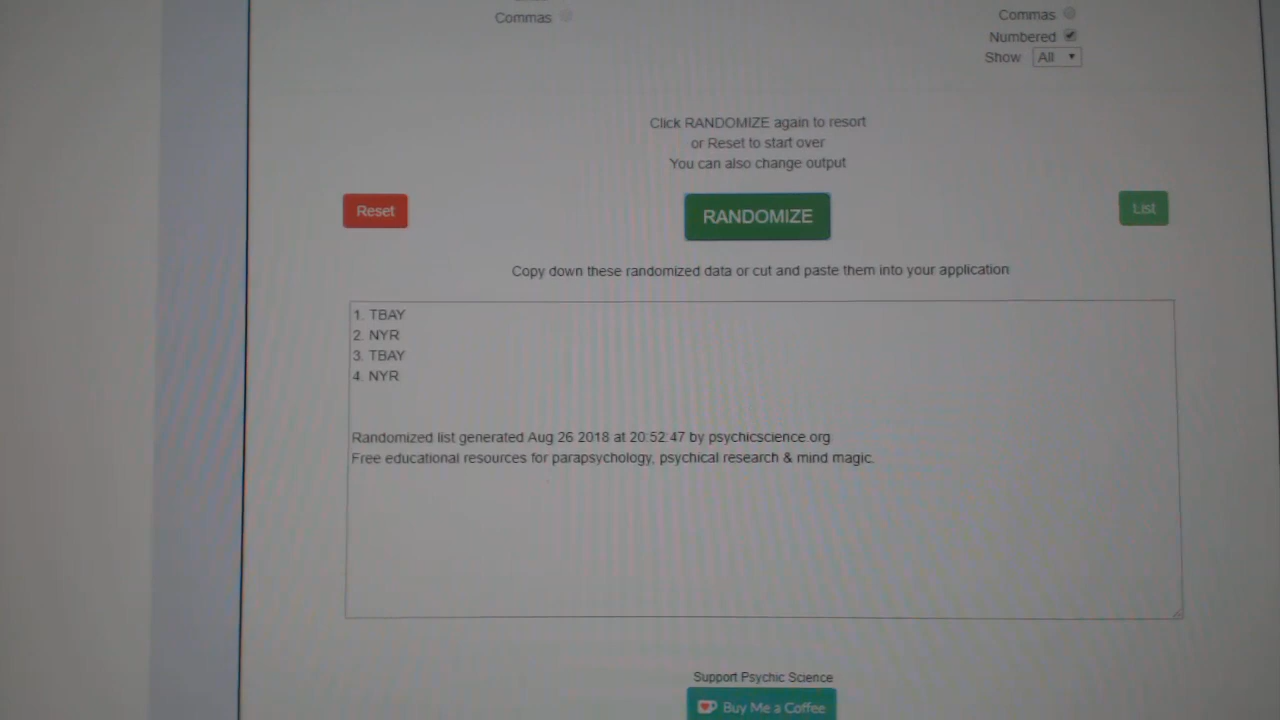 Commas
Commas
Numbered
Show All
Click RANDOMIZE again to resort
or Reset to start over
You can also change output
Reset
RANDOMIZE
List
Copy down these randomized data or cut and paste them into your application
1. TBAY
2. NYR
3. TBAY
4. NYR
Randomized list generated Aug 26 2018 at 20:52:47 by psychicscience.org
Free educational resources for parapsychology, psychical research & mind magic.
Support Psychic Science
Buy Me a Coffee